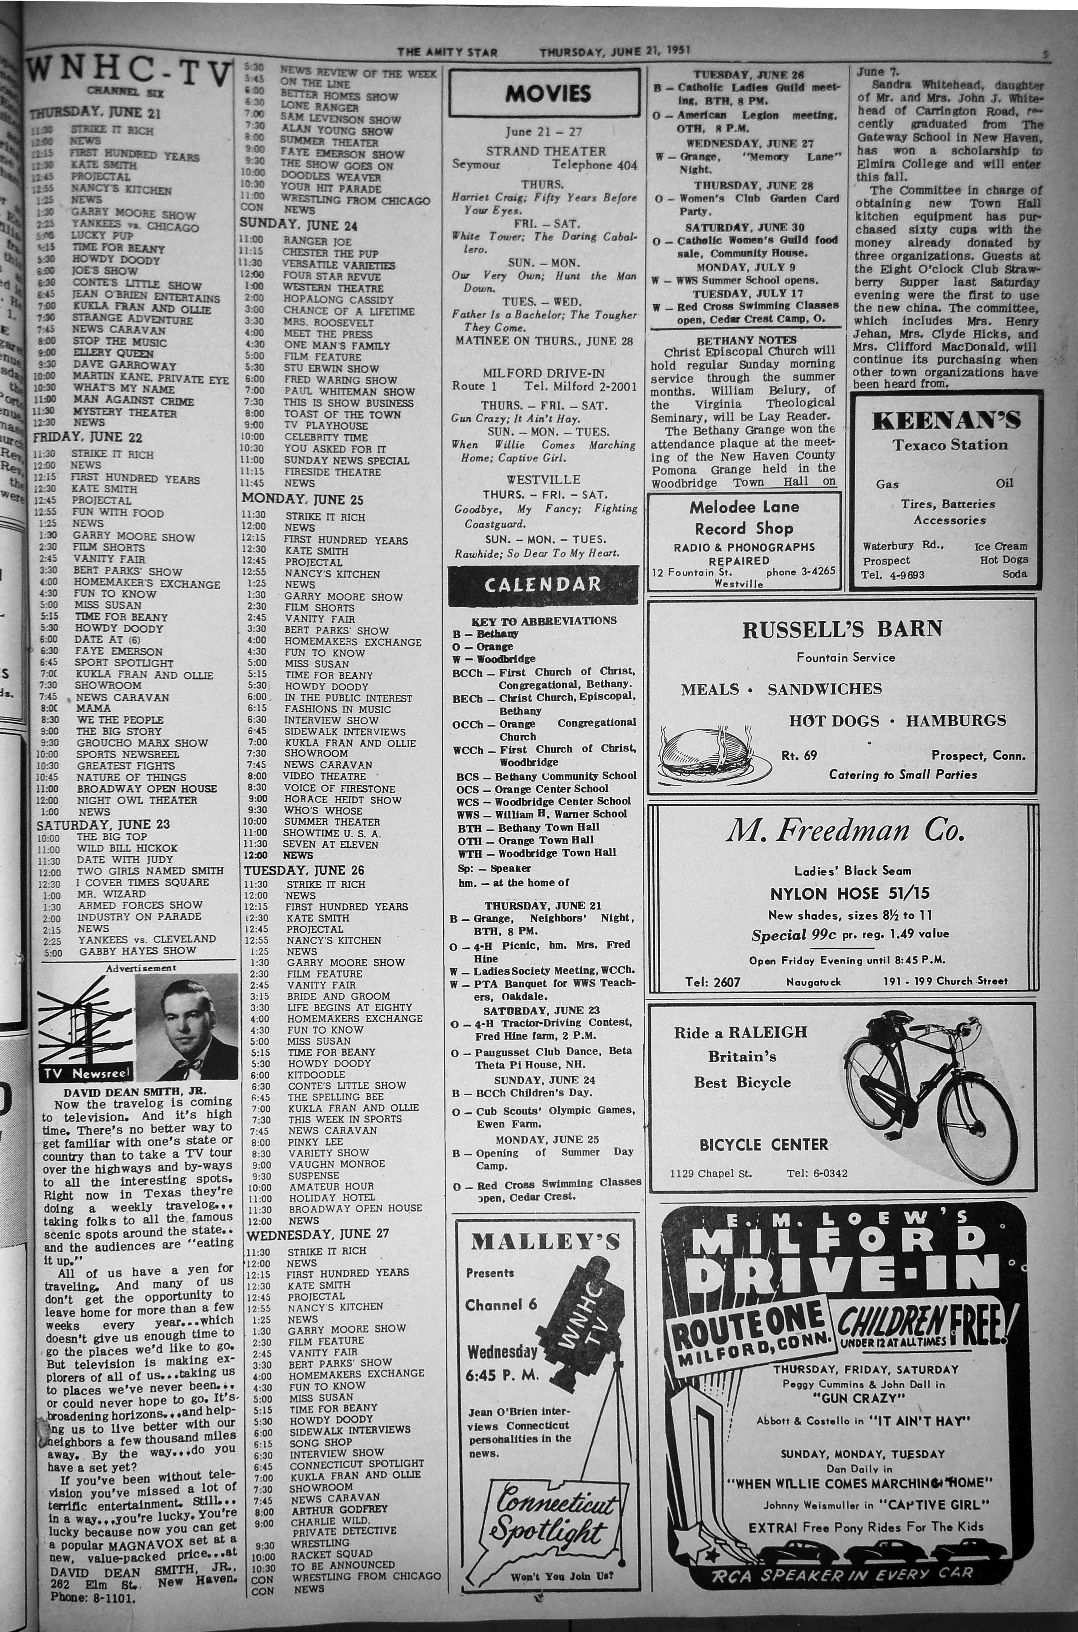 THE AMITY STAR THURSDAY, JUNE 21, 1951 5
WNHC-TV
CHANNEL SIX
THURSDAY, JUNE 21
11:30 STRIKE IT RICH
12:00 NEWS
12:15 FIRST HUNDRED YEARS
12:30 KATE SMITH
12:45 PROJECTAL
12:55 NANCY'S KITCHEN
1:25 NEWS
1:30 GARRY MOORE SHOW
2:25 YANKEES vs. CHICAGO
5:00 LUCKY PUP
5:15 TIME FOR BEANY
5:30 HOWDY DOODY
6:00 JOE'S SHOW
6:30 CONTE'S LITTLE SHOW
6:45 JEAN O'BRIEN ENTERTAINS
7:00 KUKLA FRAN AND OLLIE
7:30 STRANGE ADVENTURE
7:45 NEWS CARAVAN
8:00 STOP THE MUSIC
9:00 ELLERY QUEEN
9:30 DAVE GARROWAY
10:00 MARTIN KANE, PRIVATE EYE
10:30 WHAT'S MY NAME
11:00 MAN AGAINST CRIME
11:30 MYSTERY THEATER
12:30 NEWS
FRIDAY, JUNE 22
11:30 STRIKE IT RICH
12:00 NEWS
12:15 FIRST HUNDRED YEARS
12:30 KATE SMITH
12:45 PROJECTAL
12:55 FUN WITH FOOD
1:25 NEWS
1:30 GARRY MOORE SHOW
2:30 FILM SHORTS
2:45 VANITY FAIR
3:30 BERT PARKS' SHOW
4:00 HOMEMAKER'S EXCHANGE
4:30 FUN TO KNOW
5:00 MISS SUSAN
5:15 TIME FOR BEANY
5:30 HOWDY DOODY
6:00 DATE AT (6)
6:30 FAYE EMERSON
6:45 SPORT SPOTLIGHT
7:00 KUKLA FRAN AND OLLIE
7:30 SHOWROOM
7:45 NEWS CARAVAN
8:00 MAMA
8:30 WE THE PEOPLE
9:00 THE BIG STORY
9:30 GROUCHO MARX SHOW
10:00 SPORTS NEWSREEL
10:30 GREATEST FIGHTS
10:45 NATURE OF THINGS
11:00 BROADWAY OPEN HOUSE
12:00 NIGHT OWL THEATER
1:00 NEWS
SATURDAY, JUNE 23
10:00 THE BIG TOP
11:00 WILD BILL HICKOK
11:30 DATE WITH JUDY
12:00 TWO GIRLS NAMED SMITH
12:30 I COVER TIMES SQUARE
1:00 MR. WIZARD
1:30 ARMED FORCES SHOW
2:00 INDUSTRY ON PARADE
2:15 NEWS
2:25 YANKEES vs. CLEVELAND
5:00 GABBY HAYES SHOW
Advertisement
TV Newsreel
DAVID DEAN SMITH, JR.
Now the travelog is coming
to television. And it's high
time. There's no better way to
get familiar with one's state or
country than to take a TV tour
over the highways and by-ways
to all the interesting spots.
Right now in Texas they're
doing a weekly travelog...
taking folks to all the famous
scenic spots around the state..
and the audiences are "eating
it up."
All of us have a yen for
traveling. And many of us
don't get the opportunity to
leave home for more than a few
weeks every year...which
doesn't give us enough time to
go the places we'd like to go.
But television is making ex-
plorers of all of us...taking us
to places we've never been...
or could never hope to go. It's
broadening horizons...and help-
ing us to live better with our
neighbors a few thousand miles
away. By the way...do you
have a set yet?
If you've been without tele-
vision you've missed a lot of
terrific entertainment. Still...
in a way...you're lucky. You're
lucky because now you can get
a popular MAGNAVOX set at a
new, value-packed price...at
DAVID DEAN SMITH, JR.,
262 Elm St., New Haven.
Phone: 8-1101.
5:30 NEWS REVIEW OF THE WEEK
5:45 ON THE LINE
6:00 BETTER HOMES SHOW
6:30 LONE RANGER
7:00 SAM LEVENSON SHOW
7:30 ALAN YOUNG SHOW
8:00 SUMMER THEATER
9:00 FAYE EMERSON SHOW
9:30 THE SHOW GOES ON
10:00 DOODLES WEAVER
10:30 YOUR HIT PARADE
11:00 WRESTLING FROM CHICAGO
CON NEWS
SUNDAY, JUNE 24
11:00 RANGER JOE
11:15 CHESTER THE PUP
11:30 VERSATILE VARIETIES
12:00 FOUR STAR REVUE
1:00 WESTERN THEATRE
2:00 HOPALONG CASSIDY
3:00 CHANCE OF A LIFETIME
3:30 MRS. ROOSEVELT
4:00 MEET THE PRESS
4:30 ONE MAN'S FAMILY
5:00 FILM FEATURE
5:30 STU ERWIN SHOW
6:00 FRED WARING SHOW
7:00 PAUL WHITEMAN SHOW
7:30 THIS IS SHOW BUSINESS
8:00 TOAST OF THE TOWN
9:00 TV PLAYHOUSE
10:00 CELEBRITY TIME
10:30 YOU ASKED FOR IT
11:00 SUNDAY NEWS SPECIAL
11:15 FIRESIDE THEATRE
11:45 NEWS
MONDAY, JUNE 25
11:30 STRIKE IT RICH
12:00 NEWS
12:15 FIRST HUNDRED YEARS
12:30 KATE SMITH
12:45 PROJECTAL
12:55 NANCY'S KITCHEN
1:25 NEWS
1:30 GARRY MOORE SHOW
2:30 FILM SHORTS
2:45 VANITY FAIR
3:30 BERT PARKS' SHOW
4:00 HOMEMAKERS EXCHANGE
4:30 FUN TO KNOW
5:00 MISS SUSAN
5:15 TIME FOR BEANY
5:30 HOWDY DOODY
6:00 IN THE PUBLIC INTEREST
6:15 FASHIONS IN MUSIC
6:30 INTERVIEW SHOW
6:45 SIDEWALK INTERVIEWS
7:00 KUKLA FRAN AND OLLIE
7:30 SHOWROOM
7:45 NEWS CARAVAN
8:00 VIDEO THEATRE
8:30 VOICE OF FIRESTONE
9:00 HORACE HEIDT SHOW
9:30 WHO'S WHOSE
10:00 SUMMER THEATER
11:00 SHOWTIME U. S. A.
11:30 SEVEN AT ELEVEN
12:00 NEWS
TUESDAY, JUNE 26
11:30 STRIKE IT RICH
12:00 NEWS
12:15 FIRST HUNDRED YEARS
12:30 KATE SMITH
12:45 PROJECTAL
12:55 NANCY'S KITCHEN
1:25 NEWS
1:30 GARRY MOORE SHOW
2:30 FILM FEATURE
2:45 VANITY FAIR
3:15 BRIDE AND GROOM
3:30 LIFE BEGINS AT EIGHTY
4:00 HOMEMAKERS EXCHANGE
4:30 FUN TO KNOW
5:00 MISS SUSAN
5:15 TIME FOR BEANY
5:30 HOWDY DOODY
6:00 KITDOODLE
6:30 CONTE'S LITTLE SHOW
6:45 THE SPELLING BEE
7:00 KUKLA FRAN AND OLLIE
7:30 THIS WEEK IN SPORTS
7:45 NEWS CARAVAN
8:00 PINKY LEE
8:30 VARIETY SHOW
9:00 VAUGHN MONROE
9:30 SUSPENSE
10:00 AMATEUR HOUR
11:00 HOLIDAY HOTEL
11:30 BROADWAY OPEN HOUSE
12:00 NEWS
WEDNESDAY, JUNE 27
11:30 STRIKE IT RICH
12:00 NEWS
12:15 FIRST HUNDRED YEARS
12:30 KATE SMITH
12:45 PROJECTAL
12:55 NANCY'S KITCHEN
1:25 NEWS
1:30 GARRY MOORE SHOW
2:30 FILM FEATURE
2:45 VANITY FAIR
3:30 BERT PARK'S SHOW
4:00 HOMEMAKERS EXCHANGE
4:30 FUN TO KNOW
5:00 MISS SUSAN
5:15 TIME FOR BEANY
5:30 HOWDY DOODY
6:00 SIDEWALK INTERVIEWS
6:15 SONG SHOP
6:30 INTERVIEW SHOW
6:45 CONNECTICUT SPOTLIGHT
7:00 KUKLA FRAN AND OLLIE
7:30 SHOWROOM
7:45 NEWS CARAVAN
8:00 ARTHUR GODFREY
9:00 CHARLIE WILD,
PRIVATE DETECTIVE
9:30 WRESTLING
10:00 RACKET SQUAD
10:30 TO BE ANNOUNCED
CON WRESTLING FROM CHICAGO
CON NEWS
MOVIES
June 21 - 27
STRAND THEATER
Seymour Telephone 404
THURS.
Harriet Craig; Fifty Years Before
Your Eyes.
FRI. - SAT.
White Tower; The Daring Cabal-
lero.
SUN. - MON.
Our Very Own; Hunt the Man
Down.
TUES. - WED.
Father Is a Bachelor; The Tougher
They Come.
MATINEE ON THURS., JUNE 28
MILFORD DRIVE-IN
Route 1 Tel. Milford 2-2001
THURS. - FRI. - SAT.
Gun Crazy; It Ain't Hay.
SUN. - MON. - TUES.
When Willie Comes Marching
Home; Captive Girl.
WESTVILLE
THURS. - FRI. - SAT.
Goodbye, My Fancy; Fighting
Coastguard.
SUN. - MON. - TUES.
Rawhide; So Dear To My Heart.
CALENDAR
KEY TO ABBREVIATIONS
B - Bethany
O - Orange
W - Woodbridge
BCCh - First Church of Christ,
Congregational, Bethany.
BECh - Christ Church, Episcopal,
Bethany
OCCh - Orange Congregational
Church
WCCh - First Church of Christ,
Woodbridge
BCS - Bethany Community School
OCS - Orange Center School
WCS - Woodbridge Center School
WWS - William H. Warner School
BTH - Bethany Town Hall
OTH - Orange Town Hall
WTH - Woodbridge Town Hall
Sp: - Speaker
hm. - at the home of
THURSDAY, JUNE 21
B - Grange, Neighbors' Night,
BTH, 8 PM.
O - 4-H Picnic, hm. Mrs. Fred
Hine
W - Ladies Society Meeting, WCCh.
W - PTA Banquet for WWS Teach-
ers, Oakdale.
SATURDAY, JUNE 23
O - 4-H Tractor-Driving Contest,
Fred Hine farm, 2 P.M.
O - Paugusset Club Dance, Beta
Theta Pi House, NH.
SUNDAY, JUNE 24
B - BCCh Children's Day.
O - Cub Scouts' Olympic Games,
Ewen Farm.
MONDAY, JUNE 25
B - Opening of Summer Day
Camp.
O - Red Cross Swimming Classes
open, Cedar Crest.
MALLEY'S
Presents
Channel 6
Wednesday
6:45 P. M.
WNHC TV
Jean O'Brien inter-
views Connecticut
personalities in the
news.
Connecticut
Spotlight
Won't You Join Us?
TUESDAY, JUNE 26
B - Catholic Ladies Guild meet-
ing, BTH, 8 PM.
O - American Legion meeting,
OTH, 8 P.M.
WEDNESDAY, JUNE 27
W - Grange, "Memory Lane"
Night.
THURSDAY, JUNE 28
O - Women's Club Garden Card
Party.
SATURDAY, JUNE 30
O - Catholic Women's Guild food
sale, Community House.
MONDAY, JULY 9
W - WWS Summer School opens.
TUESDAY, JULY 17
W - Red Cross Swimming Classes
open, Cedar Crest Camp, O.
BETHANY NOTES
Christ Episcopal Church will
hold regular Sunday morning
service through the summer
months. William Belury, of
the Virginia Theological
Seminary, will be Lay Reader.
The Bethany Grange won the
attendance plaque at the meet-
ing of the New Haven County
Pomona Grange held in the
Woodbridge Town Hall on
June 7.
Sandra Whitehead, daughter
of Mr. and Mrs. John J. White-
head of Carrington Road, re-
cently graduated from The
Gateway School in New Haven,
has won a scholarship to
Elmira College and will enter
this fall.
The Committee in charge of
obtaining new Town Hall
kitchen equipment has pur-
chased sixty cups with the
money already donated by
three organizations. Guests at
the Eight O'clock Club Straw-
berry Supper last Saturday
evening were the first to use
the new china. The committee,
which includes Mrs. Henry
Jehan, Mrs. Clyde Hicks, and
Mrs. Clifford MacDonald, will
continue its purchasing when
other town organizations have
been heard from.
Melodee Lane
Record Shop
RADIO & PHONOGRAPHS
REPAIRED
12 Fountain St. phone 3-4265
Westville
KEENAN'S
Texaco Station
Gas Oil
Tires, Batteries
Accessories
Waterbury Rd., Ice Cream
Prospect Hot Dogs
Tel. 4-9693 Soda
RUSSELL'S BARN
Fountain Service
MEALS • SANDWICHES
HOT DOGS • HAMBURGS
Rt. 69 Prospect, Conn.
Catering to Small Parties
M. Freedman Co.
Ladies' Black Seam
NYLON HOSE 51/15
New shades, sizes 8½ to 11
Special 99c pr. reg. 1.49 value
Open Friday Evening until 8:45 P.M.
Tel: 2607 Naugatuck 191 - 199 Church Street
Ride a RALEIGH
Britain's
Best Bicycle
BICYCLE CENTER
1129 Chapel St. Tel: 6-0342
E. M. LOEW'S
MILFORD
DRIVE-IN
ROUTE ONE
MILFORD, CONN.
CHILDREN FREE!
UNDER 12 AT ALL TIMES
THURSDAY, FRIDAY, SATURDAY
Peggy Cummins & John Dall in
"GUN CRAZY"
Abbott & Costello in "IT AIN'T HAY"
SUNDAY, MONDAY, TUESDAY
Dan Daily in
"WHEN WILLIE COMES MARCHING HOME"
Johnny Weismuller in "CAPTIVE GIRL"
EXTRA! Free Pony Rides For The Kids
RCA SPEAKER IN EVERY CAR